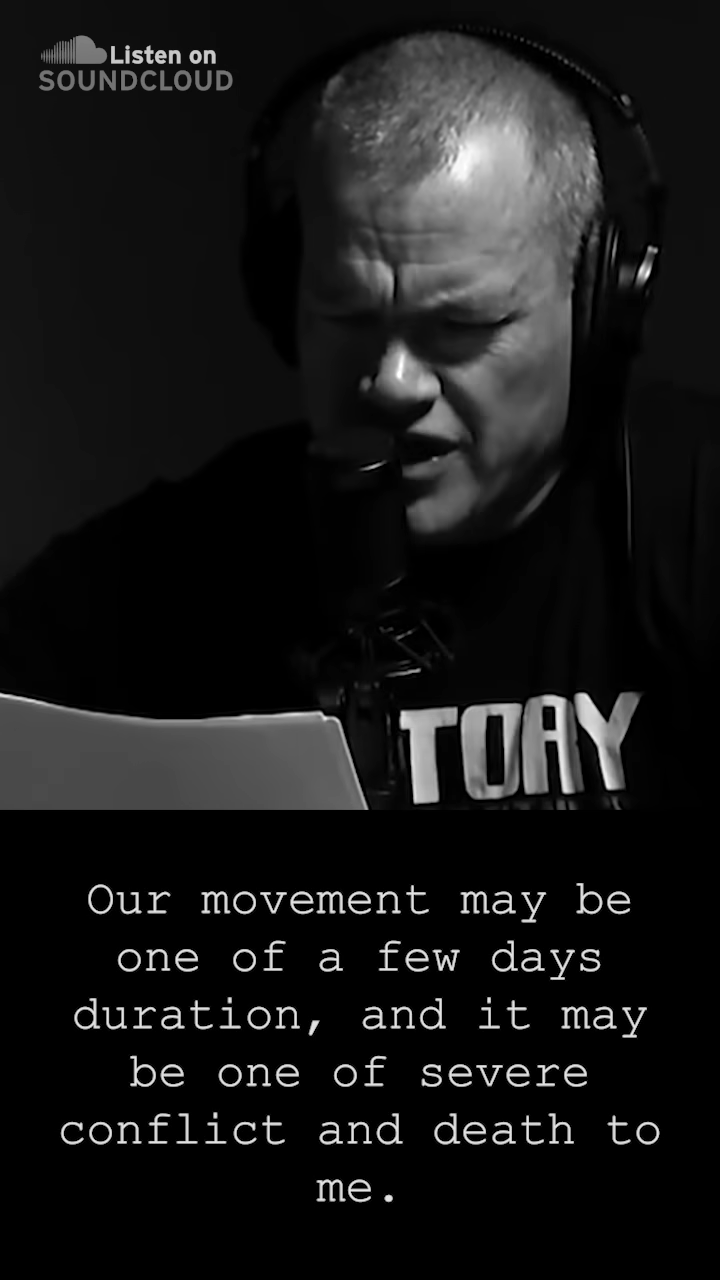 Listen on
SOUNDCLOUD
TORY
Our movement may be
one of a few days
duration, and it may
be one of severe
conflict and death to
me.